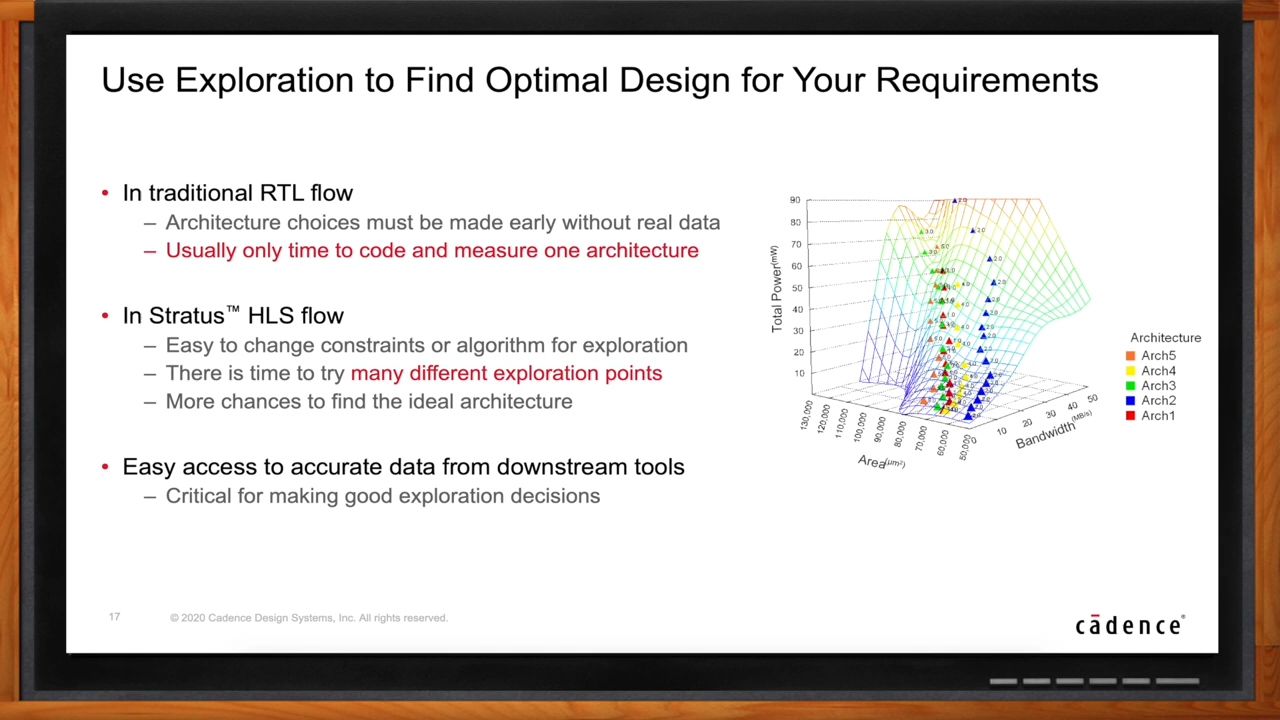 Use Exploration to Find Optimal Design for Your Requirements
• In traditional RTL flow
– Architecture choices must be made early without real data
– Usually only time to code and measure one architecture
• In Stratus™ HLS flow
– Easy to change constraints or algorithm for exploration
– There is time to try many different exploration points
– More chances to find the ideal architecture
• Easy access to accurate data from downstream tools
– Critical for making good exploration decisions
90
80
70
60
50
40
30
20
10
Total Power(mW)
130,000
120,000
110,000
100,000
90,000
80,000
70,000
60,000
50,000
Area(μm²)
0
10
20
30
40
50
Bandwidth(MB/s)
Architecture
Arch5
Arch4
Arch3
Arch2
Arch1
17
© 2020 Cadence Design Systems, Inc. All rights reserved.
cādence®